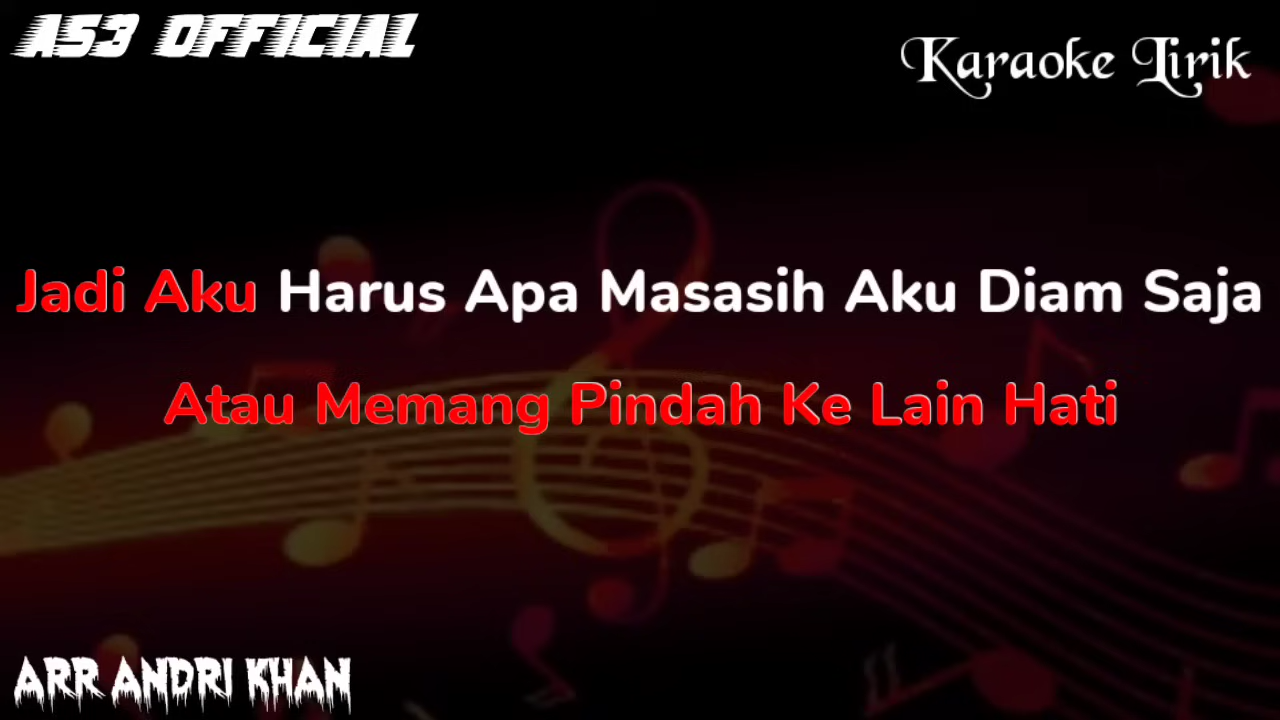 AS3 OFFICIAL
Karaoke Lirik
Jadi Aku Harus Apa Masasih Aku Diam Saja
Atau Memang Pindah Ke Lain Hati
ARR ANDRI KHAN